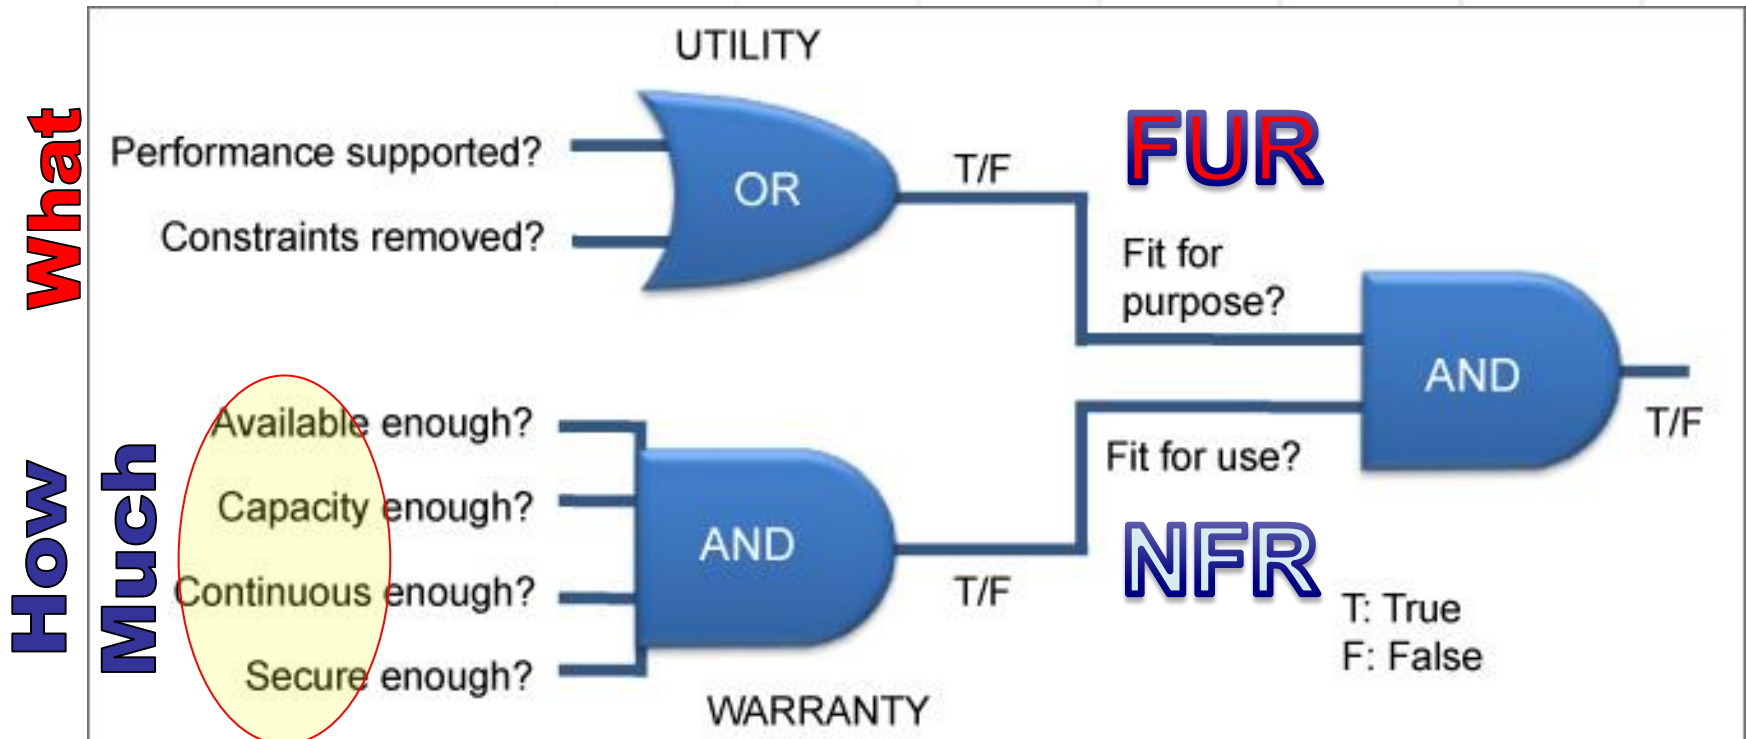 UTILITY
What
Performance supported?
Constraints removed?
OR
T/F
FUR
Fit for
purpose?
AND
T/F
How
Much
Available enough?
Capacity enough?
Continuous enough?
Secure enough?
AND
T/F
Fit for use?
NFR
T: True
F: False
WARRANTY